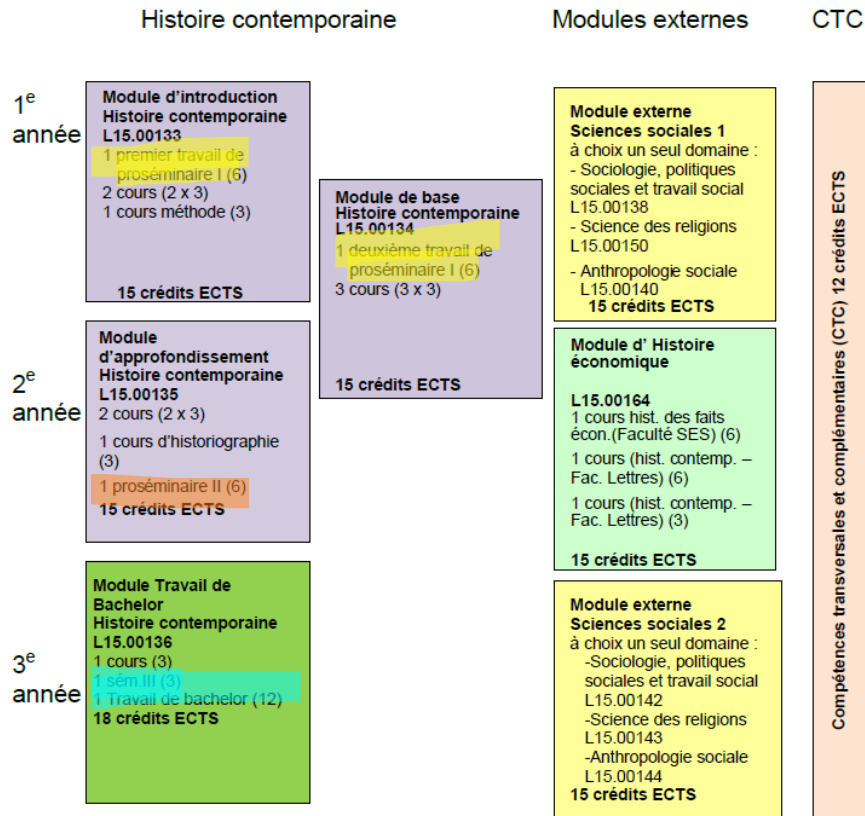 Histoire contemporaine
Modules externes
CTC
1e
année
Module d'introduction
Histoire contemporaine
L15.00133
1 premier travail de
proséminaire I (6)
2 cours (2 x 3)
1 cours méthode (3)
15 crédits ECTS
Module de base
Histoire contemporaine
L15.00134
1 deuxième travail de
proséminaire I (6)
3 cours (3 x 3)
15 crédits ECTS
Module externe
Sciences sociales 1
à choix un seul domaine :
- Sociologie, politiques
sociales et travail social
L15.00138
- Science des religions
L15.00150
- Anthropologie sociale
L15.00140
15 crédits ECTS
2e
année
Module
d'approfondissement
Histoire contemporaine
L15.00135
2 cours (2 x 3)
1 cours d'historiographie
(3)
1 proséminaire II (6)
15 crédits ECTS
Module d' Histoire
économique
L15.00164
1 cours hist. des faits
écon.(Faculté SES) (6)
1 cours (hist. contemp. –
Fac. Lettres) (6)
1 cours (hist. contemp. –
Fac. Lettres) (3)
15 crédits ECTS
3e
année
Module Travail de
Bachelor
Histoire contemporaine
L15.00136
1 cours (3)
1 sém.III (3)
1 Travail de bachelor (12)
18 crédits ECTS
Module externe
Sciences sociales 2
à choix un seul domaine :
-Sociologie, politiques
sociales et travail social
L15.00142
-Science des religions
L15.00143
-Anthropologie sociale
L15.00144
15 crédits ECTS
Compétences transversales et complémentaires (CTC) 12 crédits ECTS